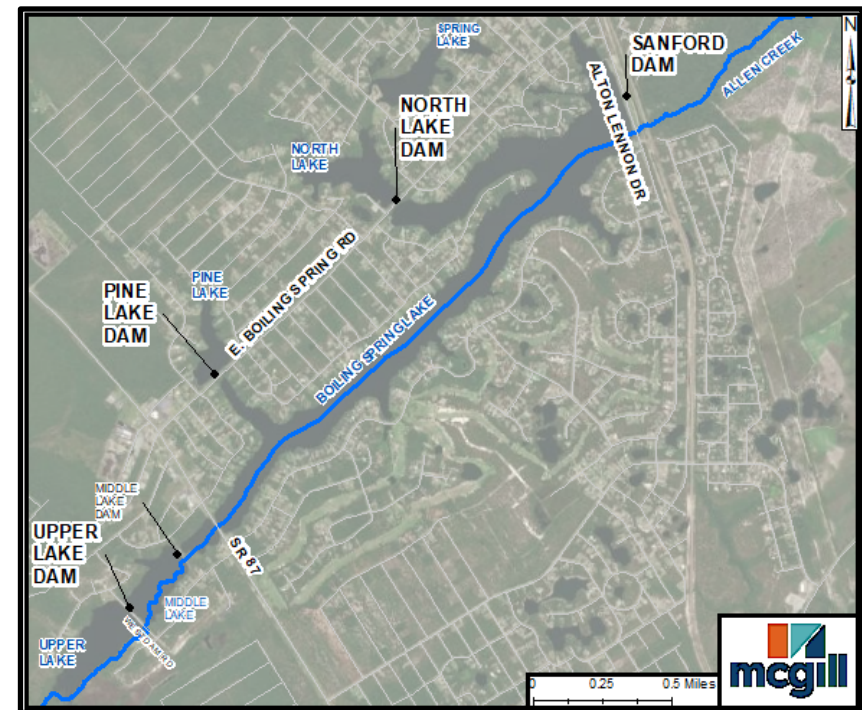 SPRING
LAKE
N
SANFORD
DAM
ALLEN CREEK
ALTON LENNON DR
NORTH
LAKE
DAM
NORTH
LAKE
PINE
LAKE
PINE
LAKE
DAM
E. BOILING SPRING RD
BOILING SPRING LAKE
MIDDLE
LAKE
DAM
SR 87
UPPER
LAKE
DAM
MIDDLE
LAKE
UPPER
LAKE
DAM RD
0 0.25 0.5 Miles
mcgill